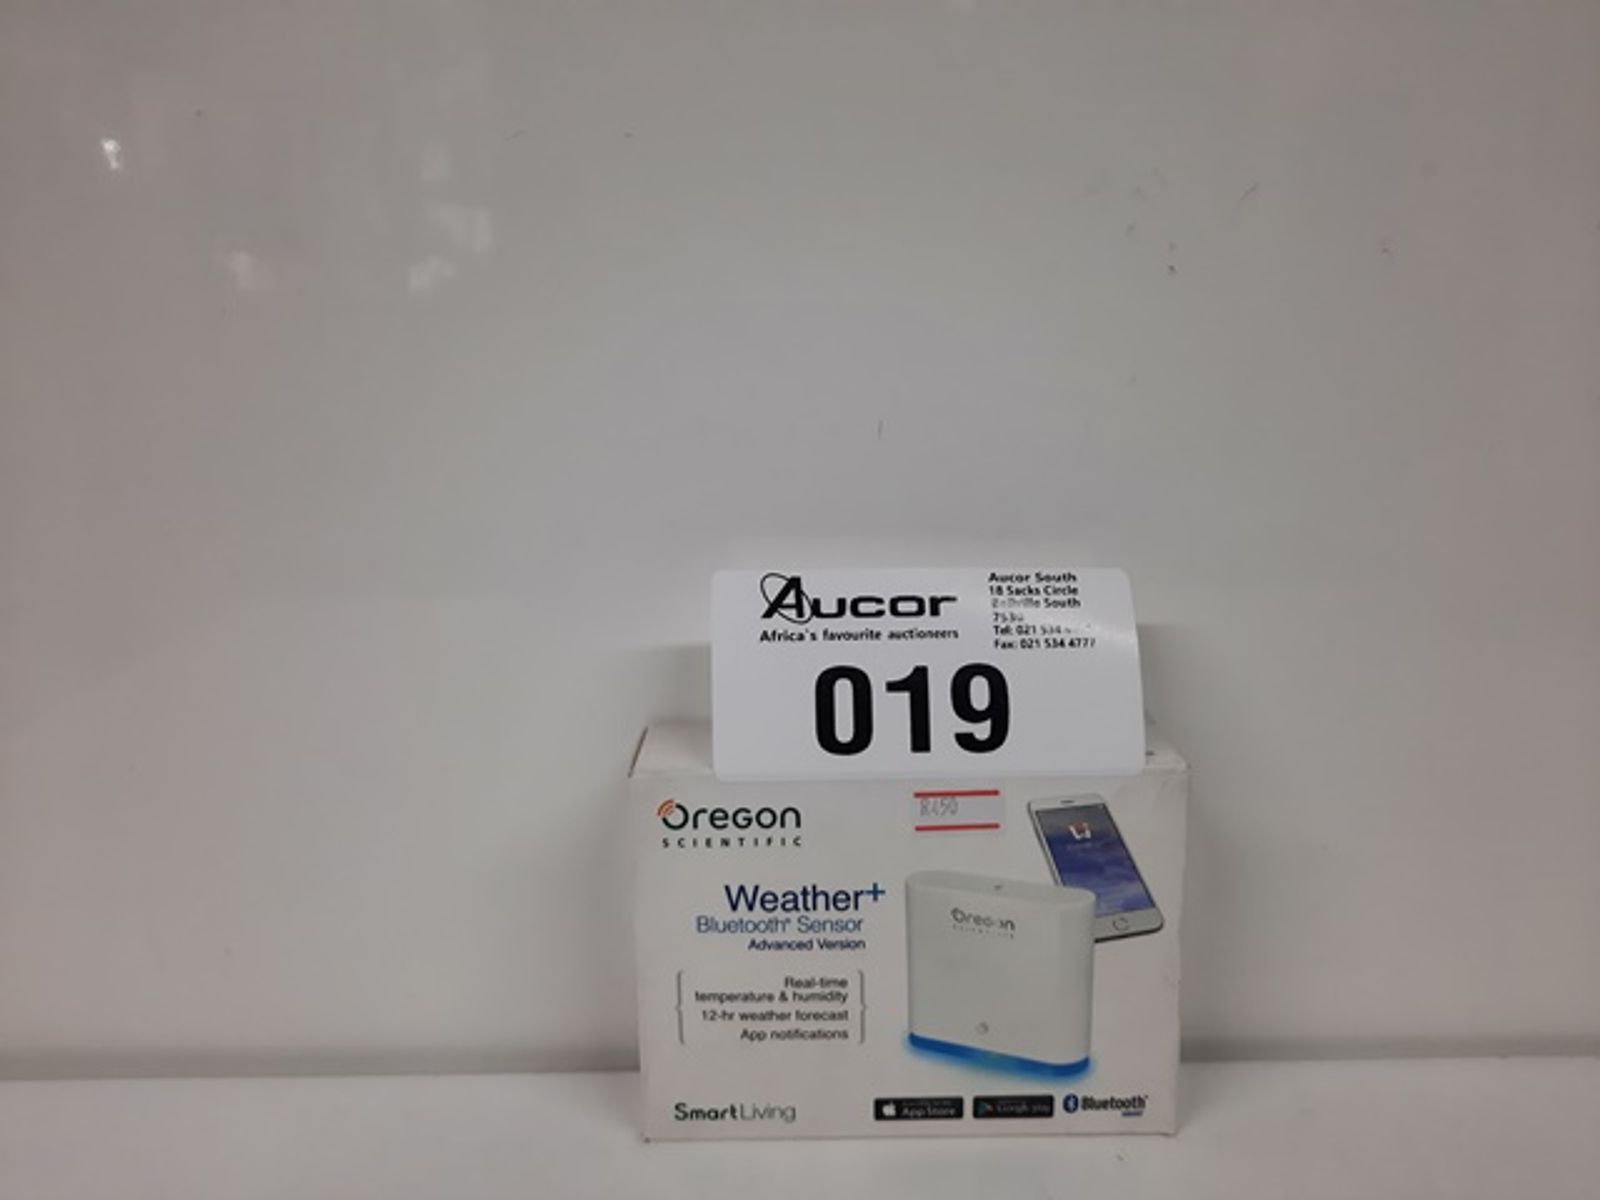 Aucor
Africa's favourite auctioneers
Aucor South
18 Sacks Circle
South
Tel: 021 534
Fax: 021 534 4777
019
Oregon
SCIENTIFIC
Weather+
Bluetooth® Sensor
Advanced Version
Real-time
temperature & humidity
12-hr weather forecast
App notifications
Oregon
SCIENTIFIC
SmartLiving
App Store
Google play
Bluetooth